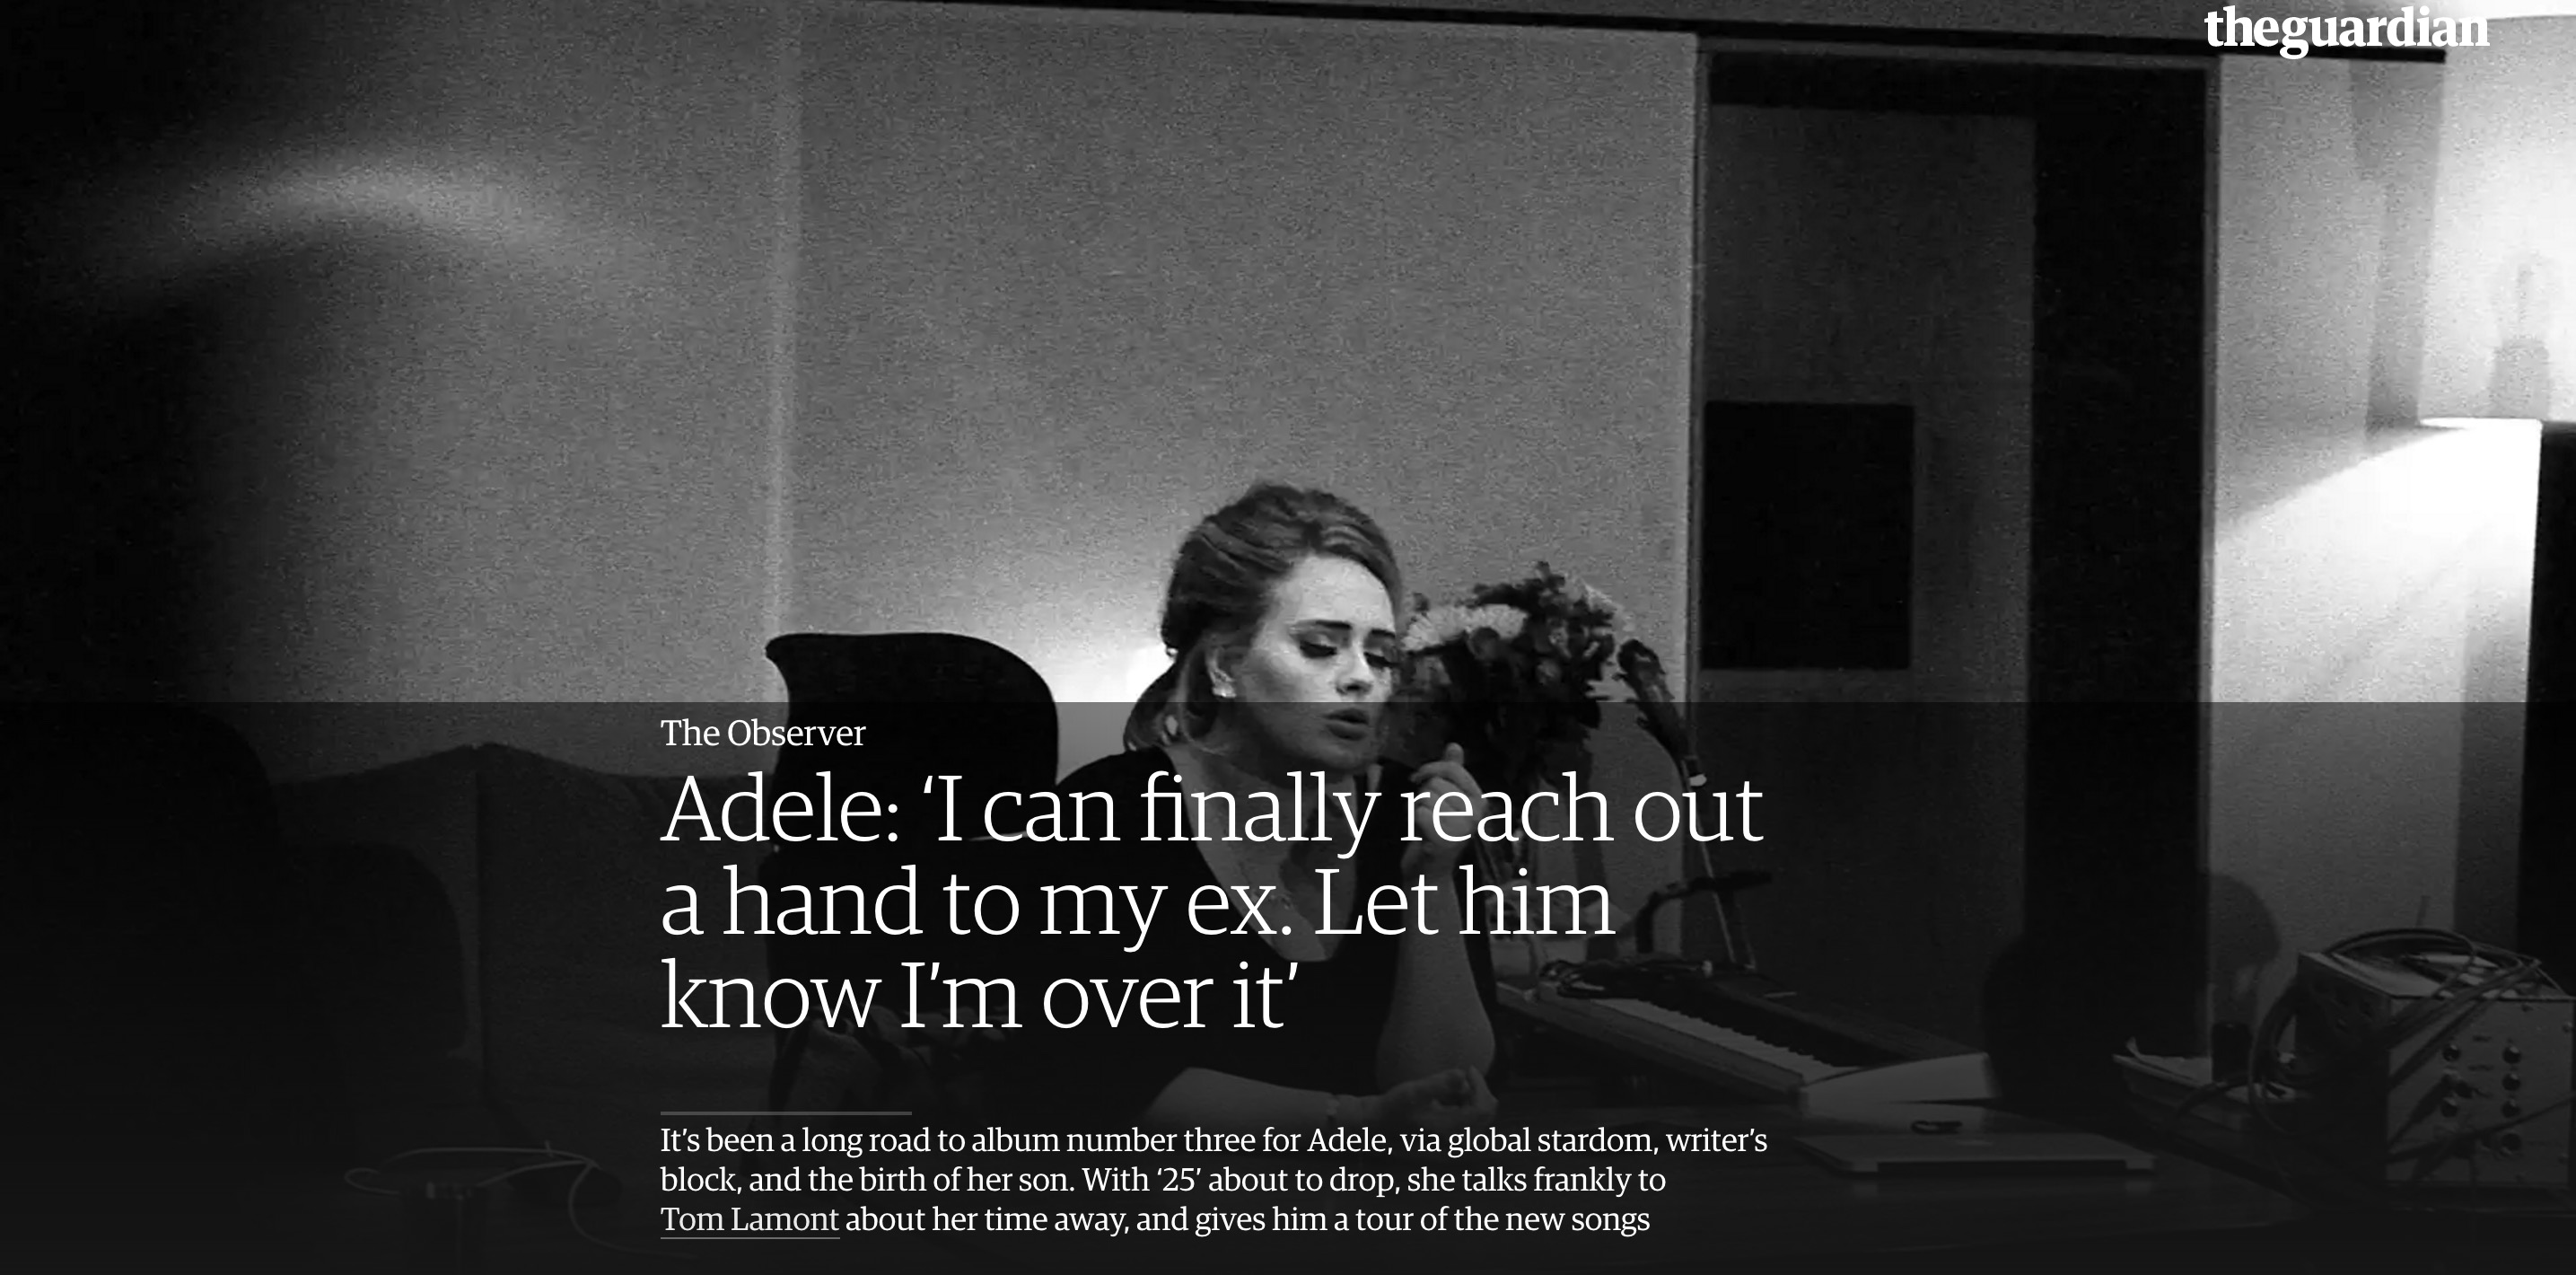 theguardian
The Observer
Adele: ‘I can finally reach out
a hand to my ex. Let him
know I’m over it’
It’s been a long road to album number three for Adele, via global stardom, writer’s
block, and the birth of her son. With ‘25’ about to drop, she talks frankly to
Tom Lamont about her time away, and gives him a tour of the new songs